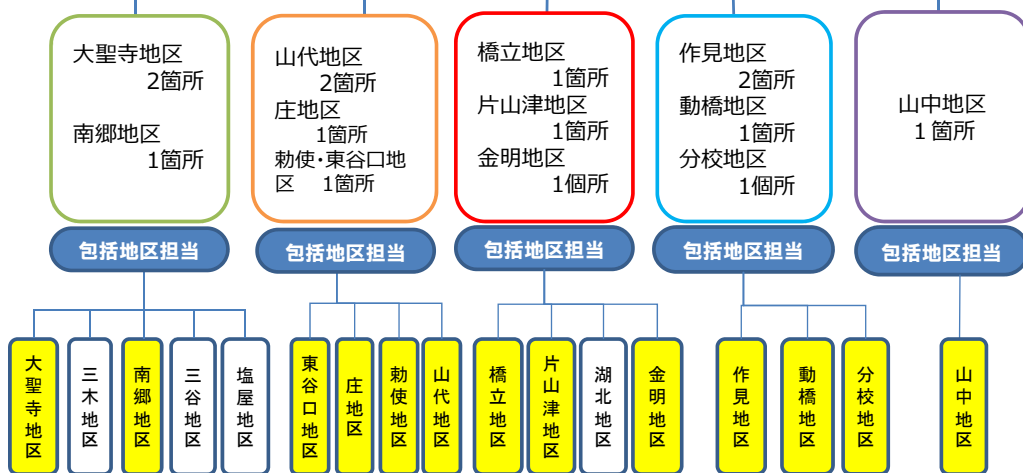 大聖寺地区
2箇所
南郷地区
1箇所
山代地区
2箇所
庄地区
1箇所
勅使・東谷口地
区 1箇所
橋立地区
1箇所
片山津地区
1箇所
金明地区
1個所
作見地区
2箇所
動橋地区
1箇所
分校地区
1個所
山中地区
1箇所
包括地区担当
包括地区担当
包括地区担当
包括地区担当
包括地区担当
大聖寺地区
三木地区
南郷地区
三谷地区
塩屋地区
東谷口地区
庄地区
勅使地区
山代地区
橋立地区
片山津地区
湖北地区
金明地区
作見地区
動橋地区
分校地区
山中地区